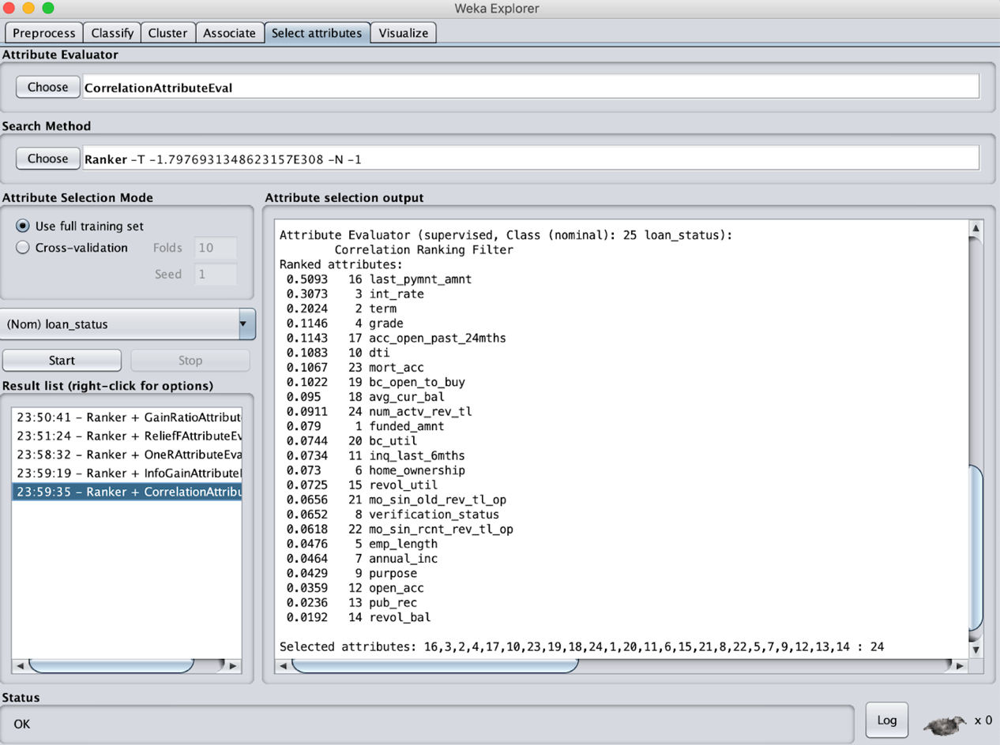 Weka Explorer
Preprocess Classify Cluster Associate Select attributes Visualize
Attribute Evaluator
Choose CorrelationAttributeEval
Search Method
Choose Ranker -T -1.7976931348623157E308 -N -1
Attribute Selection Mode
Use full training set
Cross-validation Folds 10
Seed 1
(Nom) loan_status
Start Stop
Result list (right-click for options)
23:50:41 - Ranker + GainRatioAttribut
23:51:24 - Ranker + ReliefFAttributeEv
23:58:32 - Ranker + OneRAttributeEva
23:59:19 - Ranker + InfoGainAttributeI
23:59:35 - Ranker + CorrelationAttribu
Attribute selection output
Attribute Evaluator (supervised, Class (nominal): 25 loan_status):
Correlation Ranking Filter
Ranked attributes:
0.5093 16 last_pymnt_amnt
0.3073 3 int_rate
0.2024 2 term
0.1146 4 grade
0.1143 17 acc_open_past_24mths
0.1083 10 dti
0.1067 23 mort_acc
0.1022 19 bc_open_to_buy
0.095 18 avg_cur_bal
0.0911 24 num_actv_rev_tl
0.079 1 funded_amnt
0.0744 20 bc_util
0.0734 11 inq_last_6mths
0.073 6 home_ownership
0.0725 15 revol_util
0.0656 21 mo_sin_old_rev_tl_op
0.0652 8 verification_status
0.0618 22 mo_sin_rcnt_rev_tl_op
0.0476 5 emp_length
0.0464 7 annual_inc
0.0429 9 purpose
0.0359 12 open_acc
0.0236 13 pub_rec
0.0192 14 revol_bal
Selected attributes: 16,3,2,4,17,10,23,19,18,24,1,20,11,6,15,21,8,22,5,7,9,12,13,14 : 24
Status
OK
Log x 0